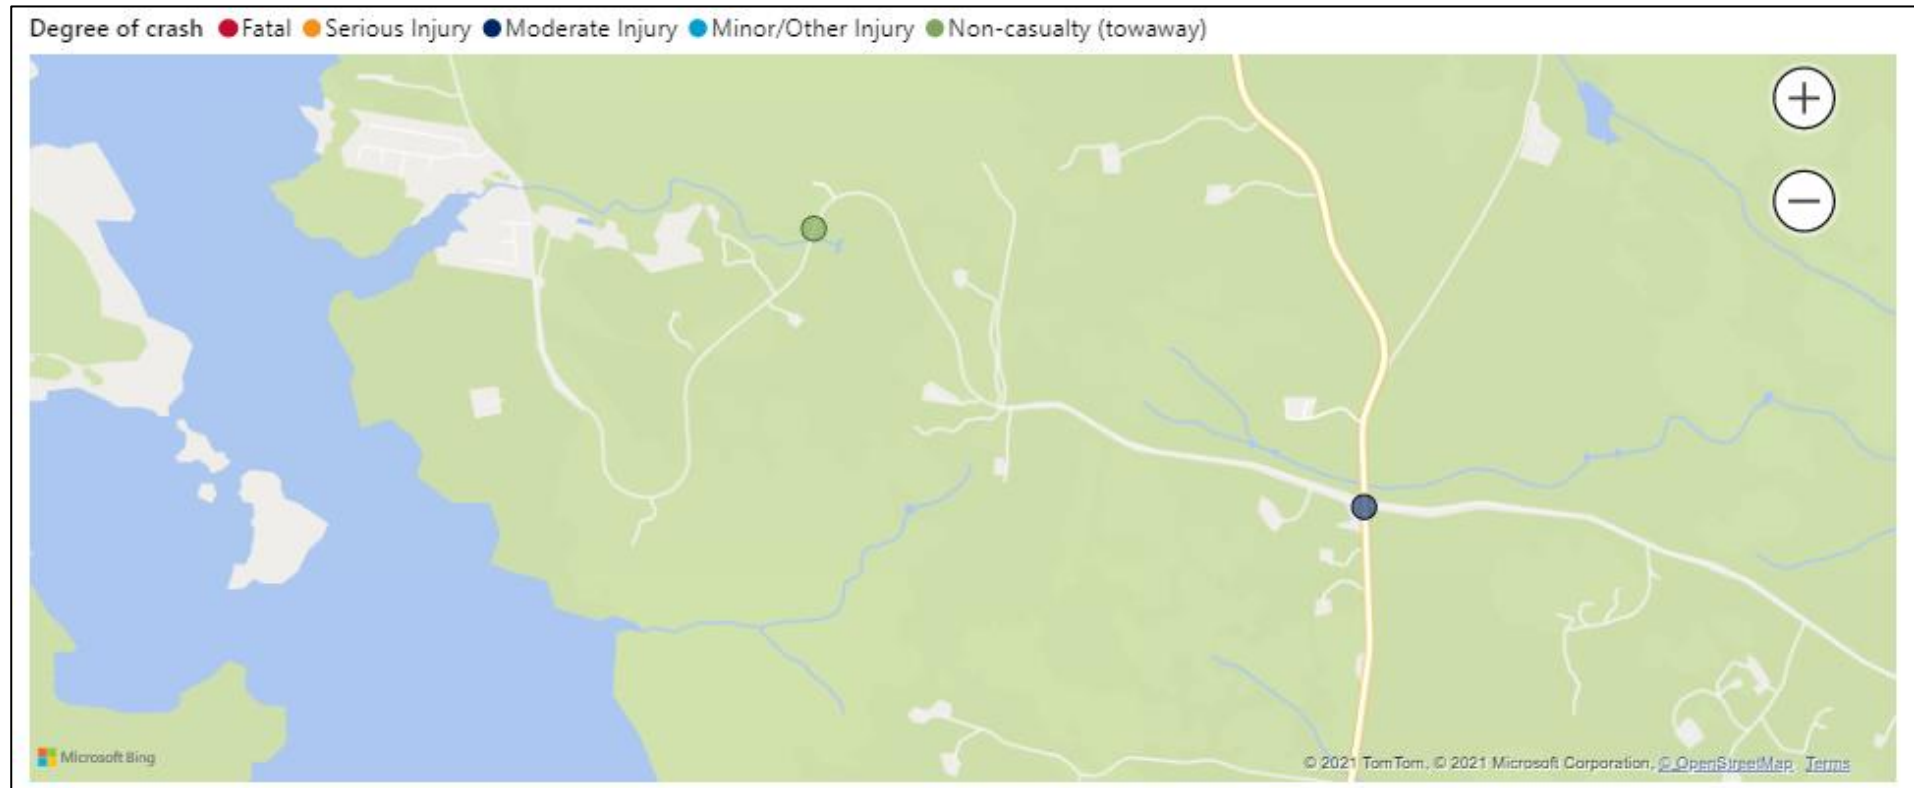 Degree of crash Fatal Serious Injury Moderate Injury Minor/Other Injury Non-casualty (towaway)
Microsoft Bing
© 2021 TomTom, © 2021 Microsoft Corporation, © OpenStreetMap Terms